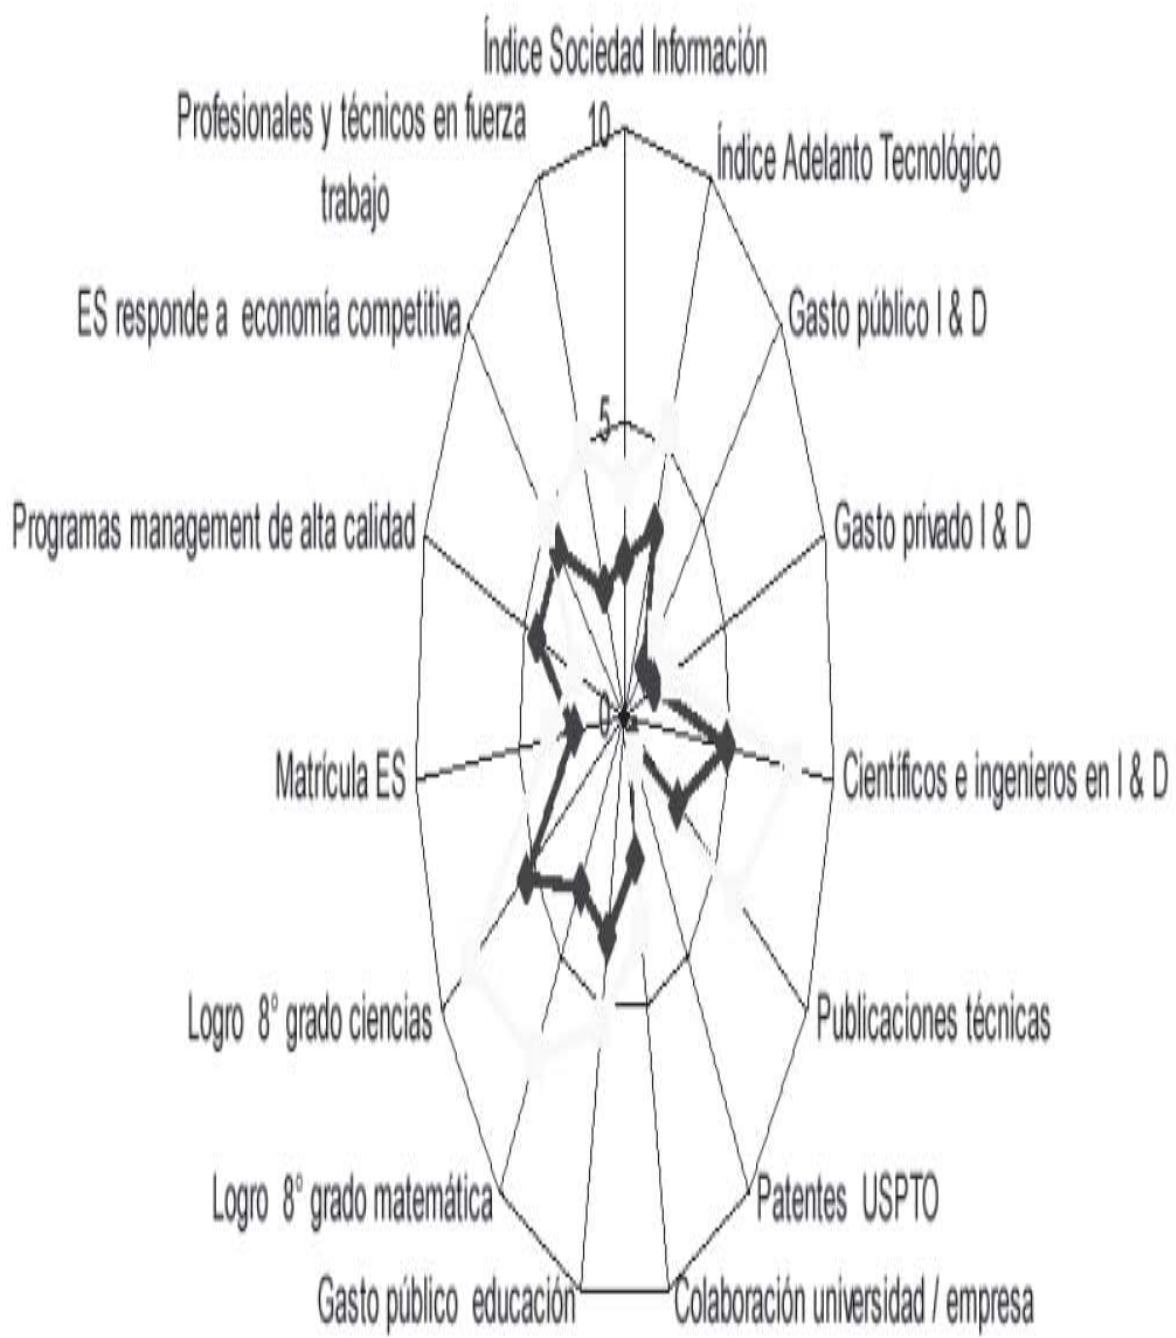 Índice Sociedad Información
Profesionales y técnicos en fuerza
trabajo
10
Índice Adelanto Tecnológico
ES responde a economía competitiva
Gasto público I & D
5
Programas management de alta calidad
Gasto privado I & D
0
Matrícula ES
Científicos e ingenieros en I & D
Logro 8° grado ciencias
Publicaciones técnicas
Logro 8° grado matemática
Patentes USPTO
Gasto público educación
Colaboración universidad / empresa